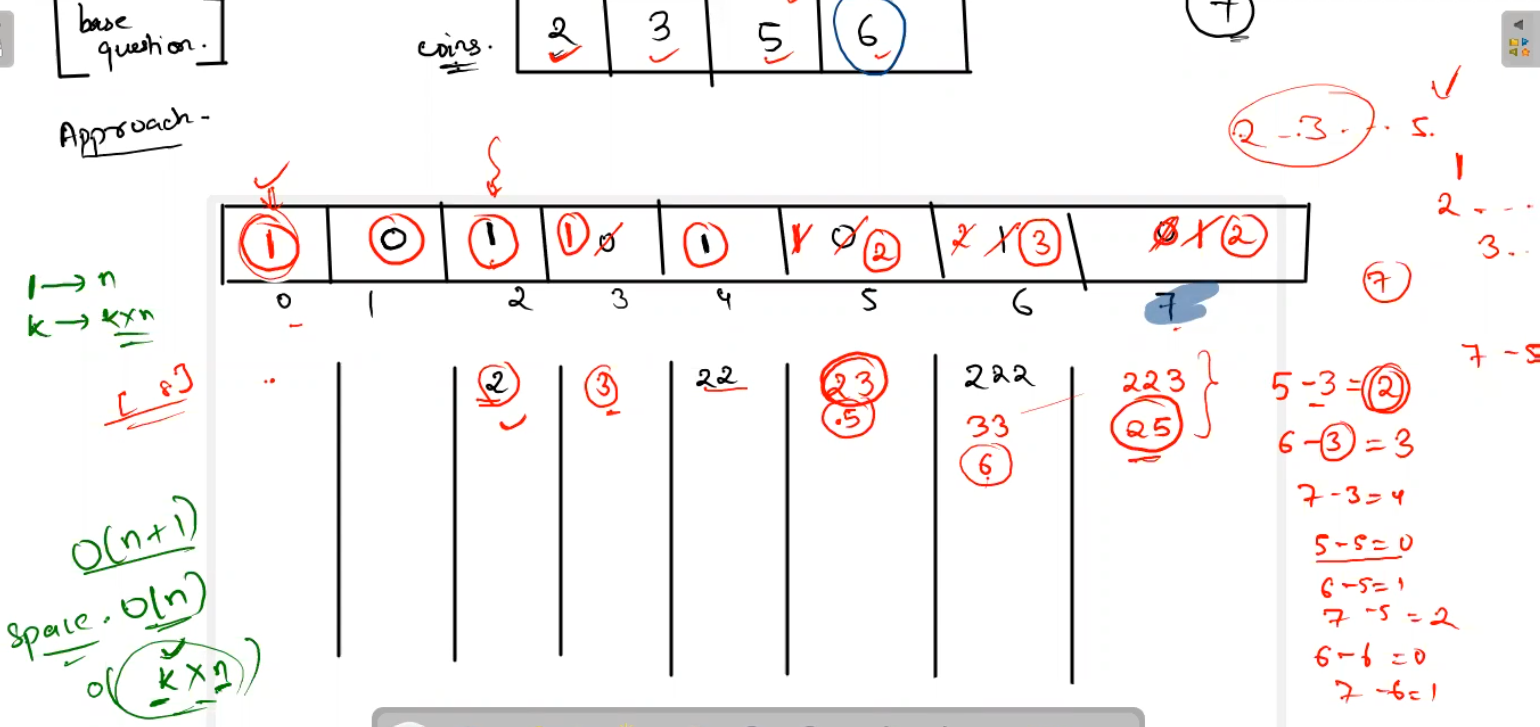 base
question.
coins. 2 3 5 6
7
Approach-
2 - 3 . . . 5.
1
2 - . . .
3 . .
1 0 1 1 0 1 1 0 2 2 1 3 0 1 2
0 1 2 3 4 5 6 7
7
1 → n
k → k×n
7 - 5
[ 8]
2 3 22 23 222 223
.5 33 25
6
5 - 3 = 2
6 - 3 = 3
7 - 3 = 4
5 - 5 = 0
6 - 5 = 1
7 - 5 = 2
6 - 6 = 0
7 - 6 = 1
O(n+1)
Space. O(n)
O( k × n )